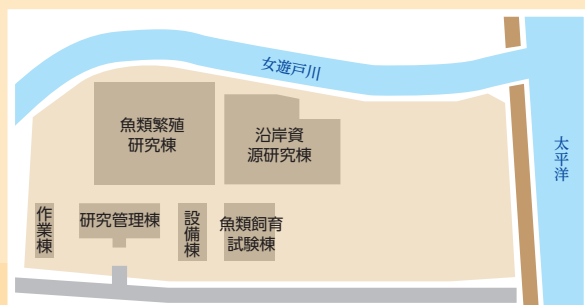 女遊戸川
魚類繁殖
研究棟
沿岸資
源研究棟
太平洋
作業棟
研究管理棟
設備棟
魚類飼育
試験棟